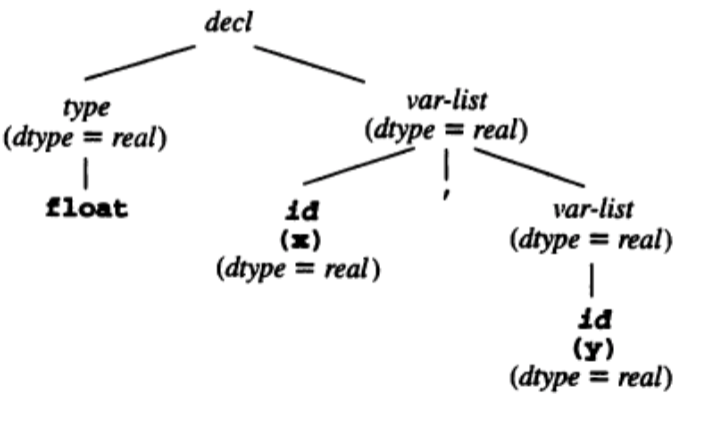 decl
type
(dtype = real)
float
var-list
(dtype = real)
id
(x)
(dtype = real)
,
var-list
(dtype = real)
id
(y)
(dtype = real)